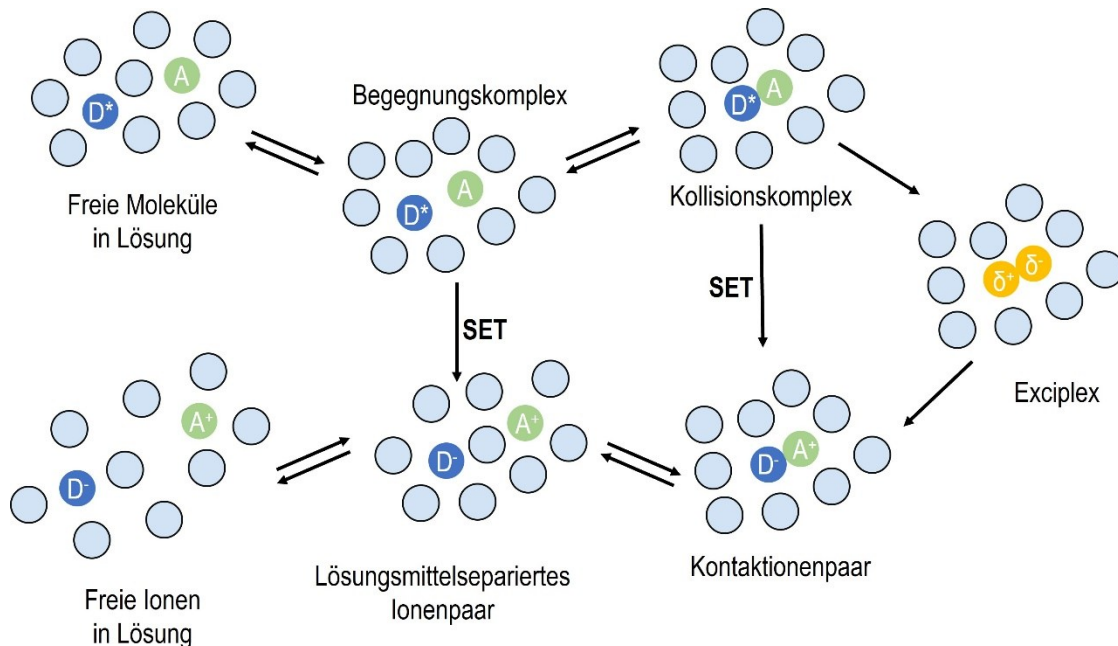 A
D*
Freie Moleküle
in Lösung
Begegnungskomplex
A
D*
SET
A
D*
Kollisionskomplex
SET
δ+
δ-
Exciplex
A+
D-
Freie Ionen
in Lösung
A+
D-
Lösungsmittelsepariertes
Ionenpaar
A+
D-
Kontaktionenpaar